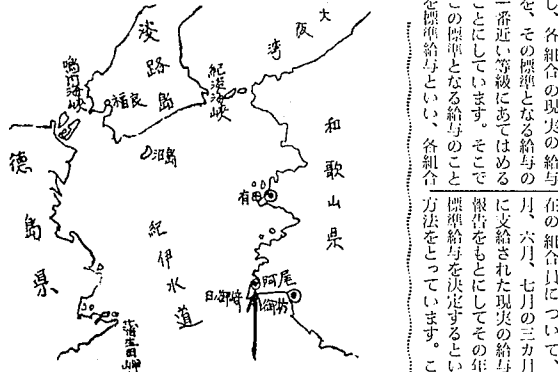 し、各組合の現実の給与
を、その標準となる給与の
一番近い等級にあてはめる
ことにしています。そこで
この標準となる給与のこと
を標準給与といい、各組合
在の組合員について、
月、六月、七月の三カ月
に支給された現実の給与
報告をもとにしてその年
標準給与を決定するとい
方法をとっています。こ
大阪湾
淡路島
紀淡海峡
鳴門海峡
福良
沼島
和歌山県
徳島県
有田
紀伊水道
阿尾
日ノ御崎
御坊
蒲生田岬